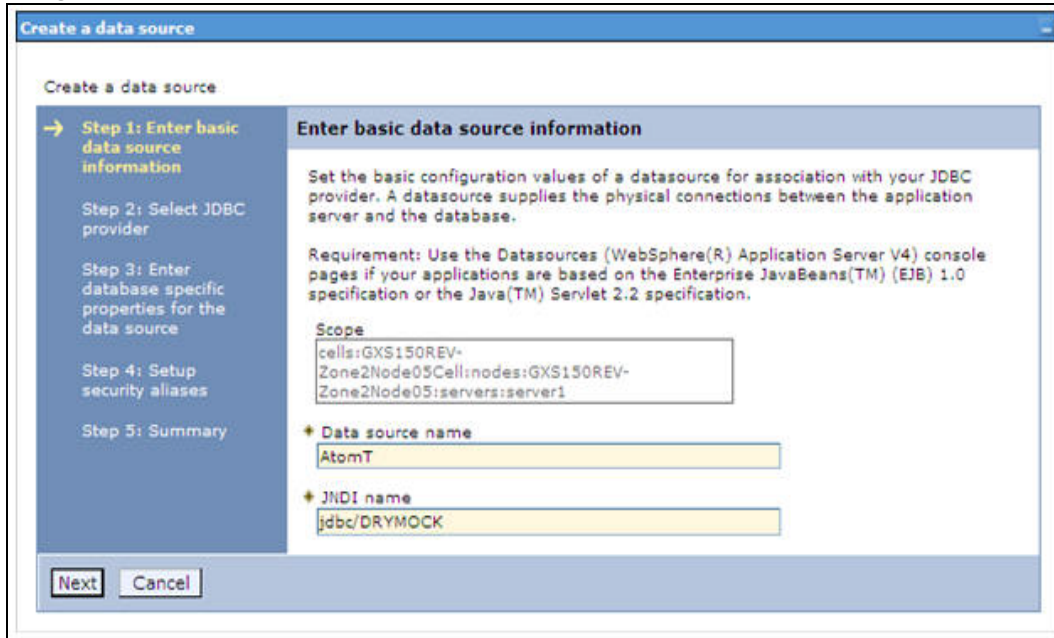 Create a data source
Create a data source
Step 1: Enter basic
data source
information
Step 2: Select JDBC
provider
Step 3: Enter
database specific
properties for the
data source
Step 4: Setup
security aliases
Step 5: Summary
Enter basic data source information
Set the basic configuration values of a datasource for association with your JDBC
provider. A datasource supplies the physical connections between the application
server and the database.
Requirement: Use the Datasources (WebSphere(R) Application Server V4) console
pages if your applications are based on the Enterprise JavaBeans(TM) (EJB) 1.0
specification or the Java(TM) Servlet 2.2 specification.
Scope
cells:GXS150REV-
Zone2Node05Cell:nodes:GXS150REV-
Zone2Node05:servers:server1
Data source name
AtomT
JNDI name
jdbc/DRYMOCK
Next Cancel